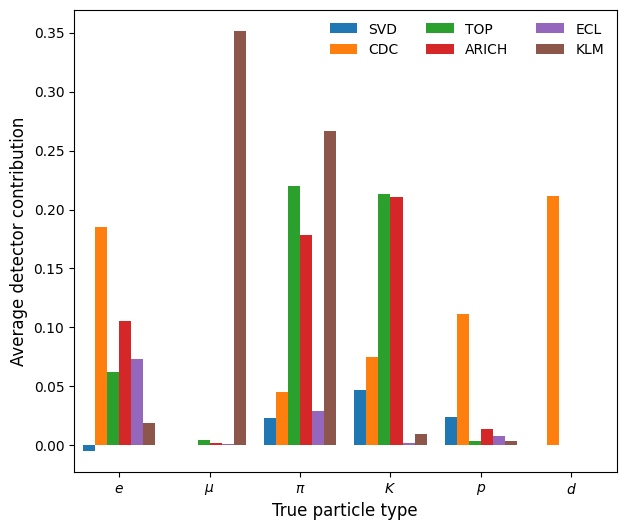 SVD
CDC
TOP
ARICH
ECL
KLM
Average detector contribution
0.35
0.30
0.25
0.20
0.15
0.10
0.05
0.00
e μ π K p d
True particle type